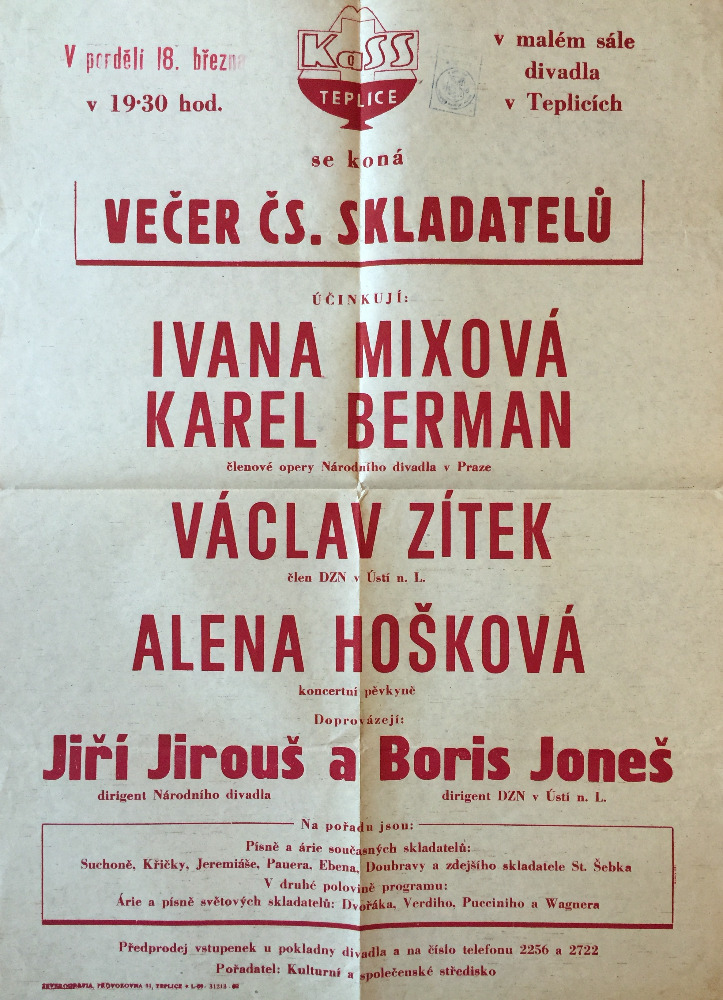 V pondělí 18. března
v 19·30 hod.
KaSS
TEPLICE
v malém sále
divadla
v Teplicích
se koná
VEČER ČS. SKLADATELŮ
ÚČINKUJÍ:
IVANA MIXOVÁ
KAREL BERMAN
členové opery Národního divadla v Praze
VÁCLAV ZÍTEK
člen DZN v Ústí n. L.
ALENA HOŠKOVÁ
koncertní pěvkyně
Doprovázejí:
Jiří Jirouš a Boris Joneš
dirigent Národního divadla
dirigent DZN v Ústí n. L.
Na pořadu jsou:
Písně a árie současných skladatelů:
Suchoně, Křičky, Jeremiáše, Pauera, Ebena, Doubravy a zdejšího skladatele St. Šebka
V druhé polovině programu:
Árie a písně světových skladatelů: Dvořáka, Verdiho, Pucciniho a Wagnera
Předprodej vstupenek u pokladny divadla a na číslo telefonu 2256 a 2722
Pořadatel: Kulturní a společenské středisko
PROVOZOVNA 31, TEPLICE